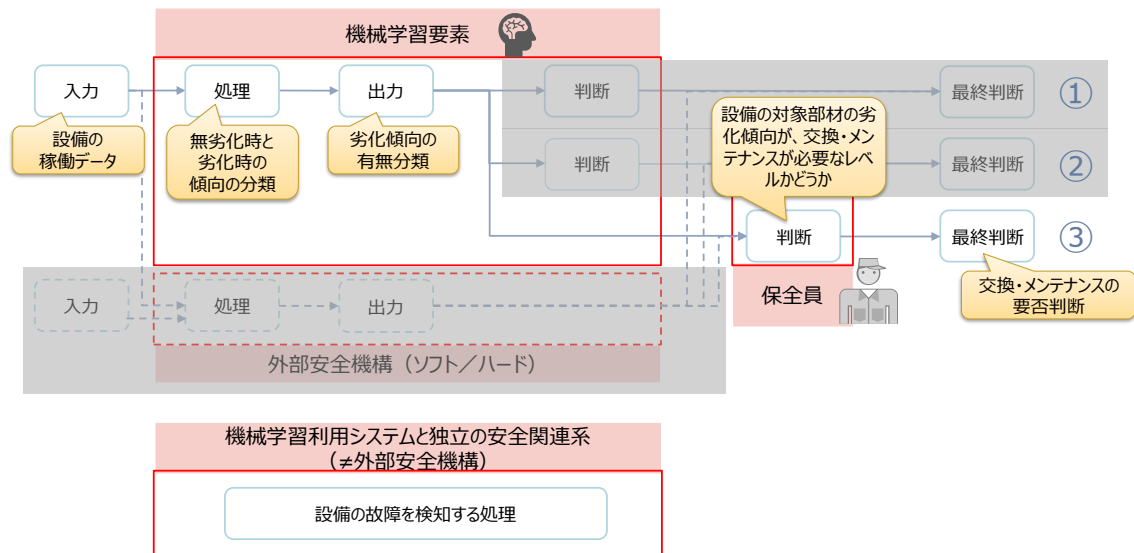 機械学習要素
入力
処理
出力
判断
最終判断
①
設備の
稼働データ
無劣化時と
劣化時の
傾向の分類
劣化傾向の
有無分類
設備の対象部材の劣
化傾向が、交換・メン
テナンスが必要なレベ
ルかどうか
判断
最終判断
②
判断
最終判断
③
保全員
交換・メンテナンスの
要否判断
入力
処理
出力
外部安全機構（ソフト／ハード）
機械学習利用システムと独立の安全関連系
（≠外部安全機構）
設備の故障を検知する処理